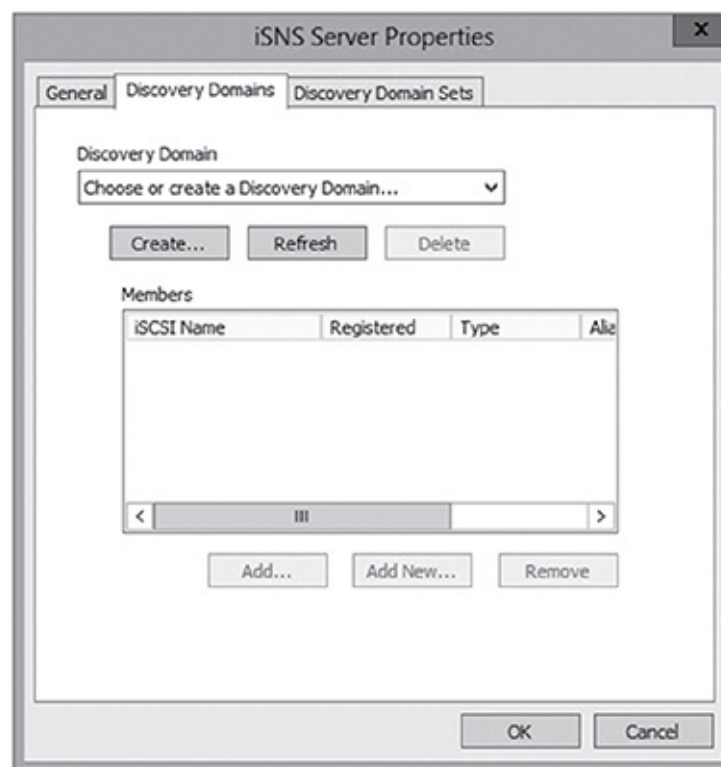 iSNS Server Properties
x
General Discovery Domains Discovery Domain Sets
Discovery Domain
Choose or create a Discovery Domain...
Create... Refresh Delete
Members
iSCSI Name Registered Type Alia
Add... Add New... Remove
OK Cancel